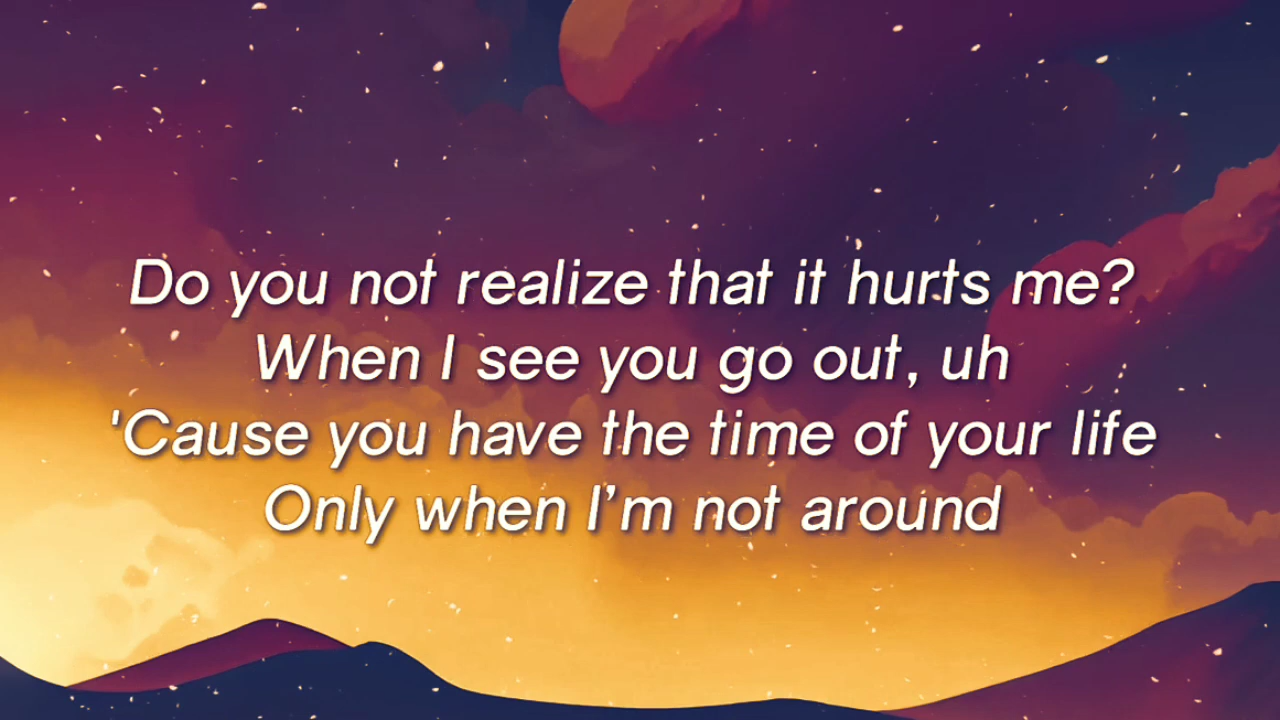 Do you not realize that it hurts me?
When I see you go out, uh
'Cause you have the time of your life
Only when I’m not around